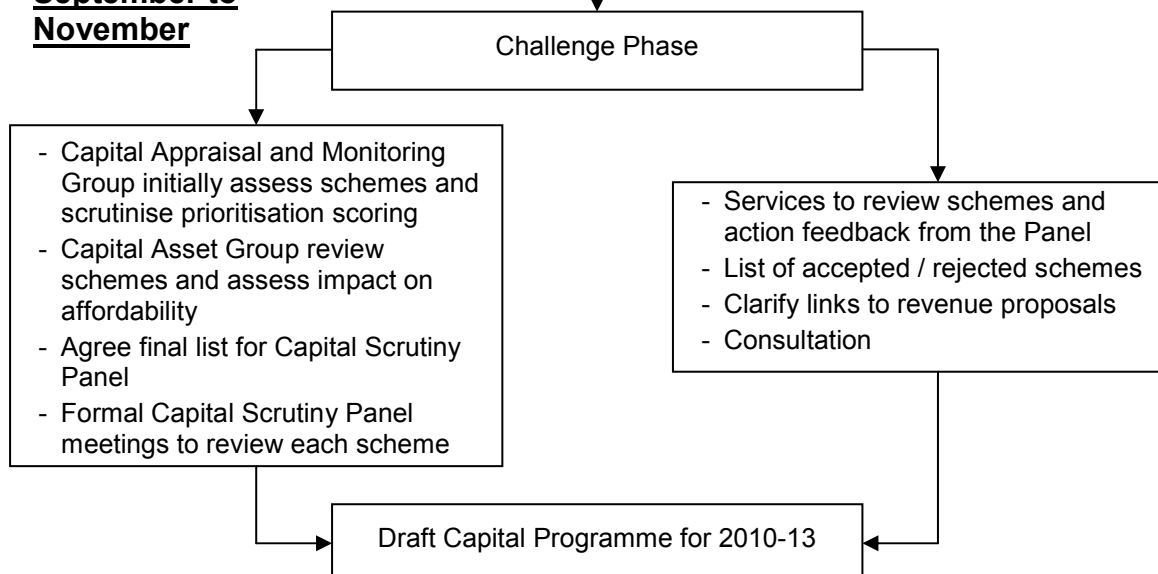 September to
November
Challenge Phase
- Capital Appraisal and Monitoring
Group initially assess schemes and
scrutinise prioritisation scoring
- Capital Asset Group review
schemes and assess impact on
affordability
- Agree final list for Capital Scrutiny
Panel
- Formal Capital Scrutiny Panel
meetings to review each scheme
- Services to review schemes and
action feedback from the Panel
- List of accepted / rejected schemes
- Clarify links to revenue proposals
- Consultation
Draft Capital Programme for 2010-13